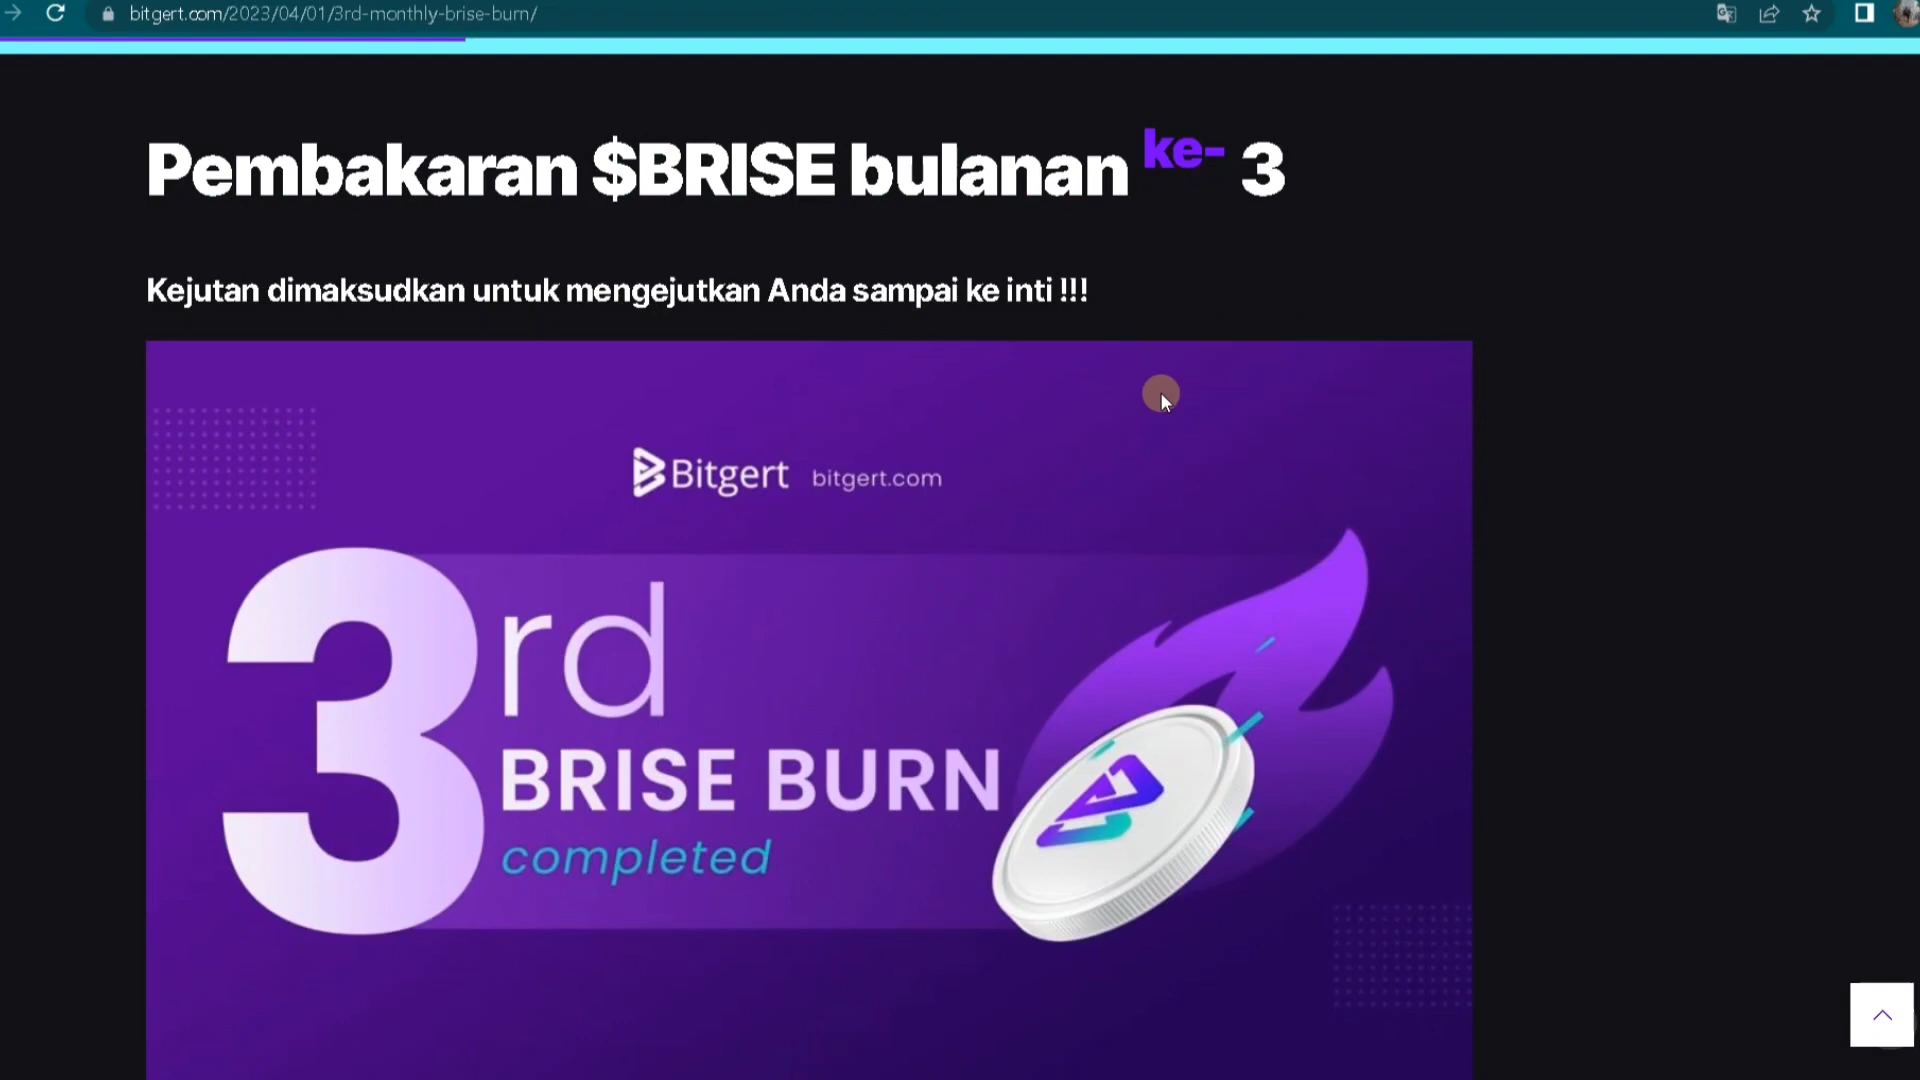 bitgert.com/2023/04/01/3rd-monthly-brise-burn/
Pembakaran $BRISE bulanan ke- 3
Kejutan dimaksudkan untuk mengejutkan Anda sampai ke inti !!!
Bitgert bitgert.com
3rd
BRISE BURN
completed